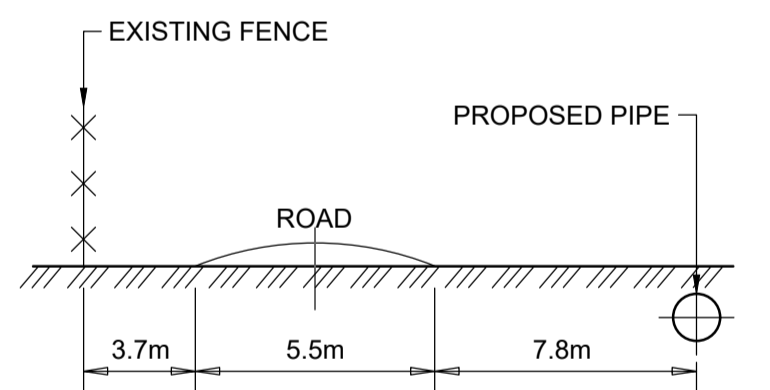 EXISTING FENCE
PROPOSED PIPE
ROAD
3.7m
5.5m
7.8m